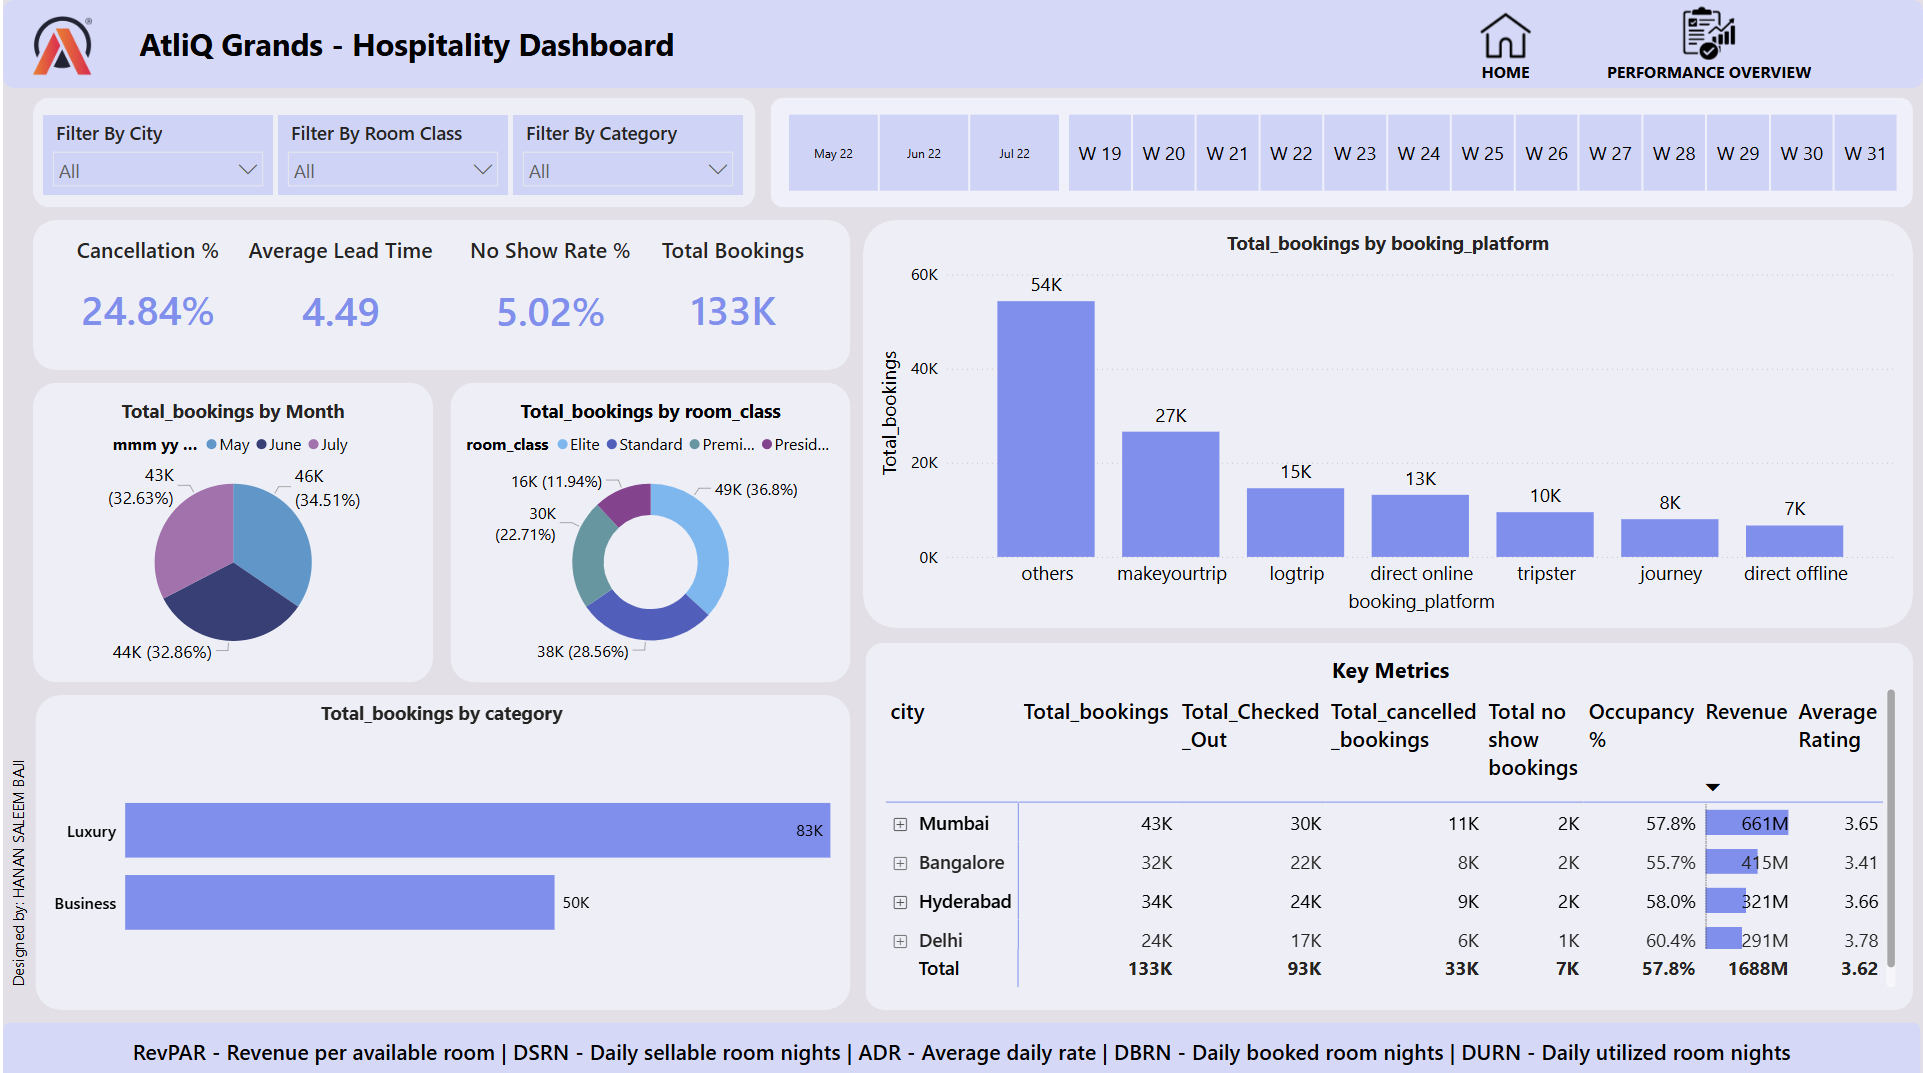 AtliQ Grands - Hospitality Dashboard
HOME
PERFORMANCE OVERVIEW
Filter By City
All
Filter By Room Class
All
Filter By Category
All
May 22
Jun 22
Jul 22
W 19
W 20
W 21
W 22
W 23
W 24
W 25
W 26
W 27
W 28
W 29
W 30
W 31
Cancellation %
24.84%
Average Lead Time
4.49
No Show Rate %
5.02%
Total Bookings
133K
Total_bookings by booking_platform
Total_bookings
60K
40K
20K
0K
54K
27K
15K
13K
10K
8K
7K
others
makeyourtrip
logtrip
direct online
tripster
journey
direct offline
booking_platform
Total_bookings by Month
mmm yy ... May June July
43K
(32.63%)
46K
(34.51%)
44K (32.86%)
Total_bookings by room_class
room_class Elite Standard Premi... Presid...
16K (11.94%)
49K (36.8%)
30K
(22.71%)
38K (28.56%)
Total_bookings by category
Luxury
83K
Business
50K
Key Metrics
city
Total_bookings
Total_Checked
_Out
Total_cancelled
_bookings
Total no
show
bookings
Occupancy
%
Revenue
Average
Rating
Mumbai 43K 30K 11K 2K 57.8% 661M 3.65
Bangalore 32K 22K 8K 2K 55.7% 415M 3.41
Hyderabad 34K 24K 9K 2K 58.0% 321M 3.66
Delhi 24K 17K 6K 1K 60.4% 291M 3.78
Total 133K 93K 33K 7K 57.8% 1688M 3.62
Designed by: HANAN SALEEM BAJI
RevPAR - Revenue per available room | DSRN - Daily sellable room nights | ADR - Average daily rate | DBRN - Daily booked room nights | DURN - Daily utilized room nights